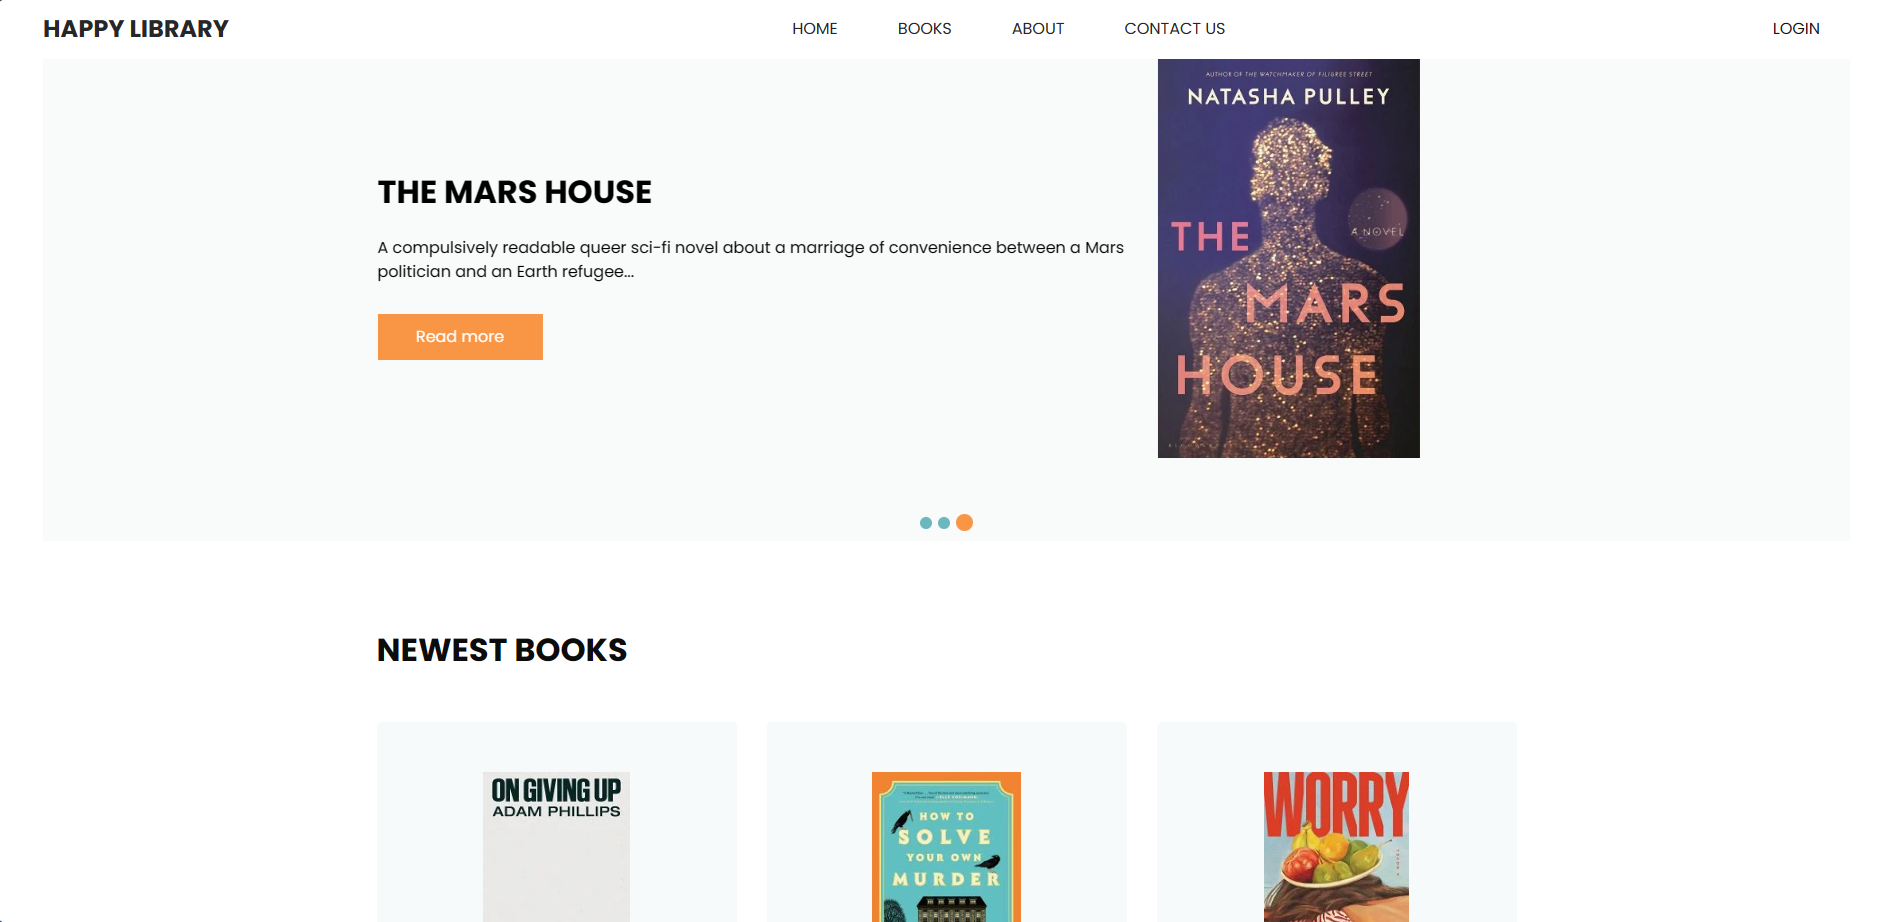 HAPPY LIBRARY
HOME BOOKS ABOUT CONTACT US
LOGIN
THE MARS HOUSE
A compulsively readable queer sci-fi novel about a marriage of convenience between a Mars
politician and an Earth refugee...
Read more
AUTHOR OF THE WATCHMAKER OF FILIGREE STREET
NATASHA PULLEY
THE
A NOVEL
MARS
HOUSE
NEWEST BOOKS
ON GIVING UP
ADAM PHILLIPS
HOW TO
SOLVE
YOUR OWN
MURDER
WORRY